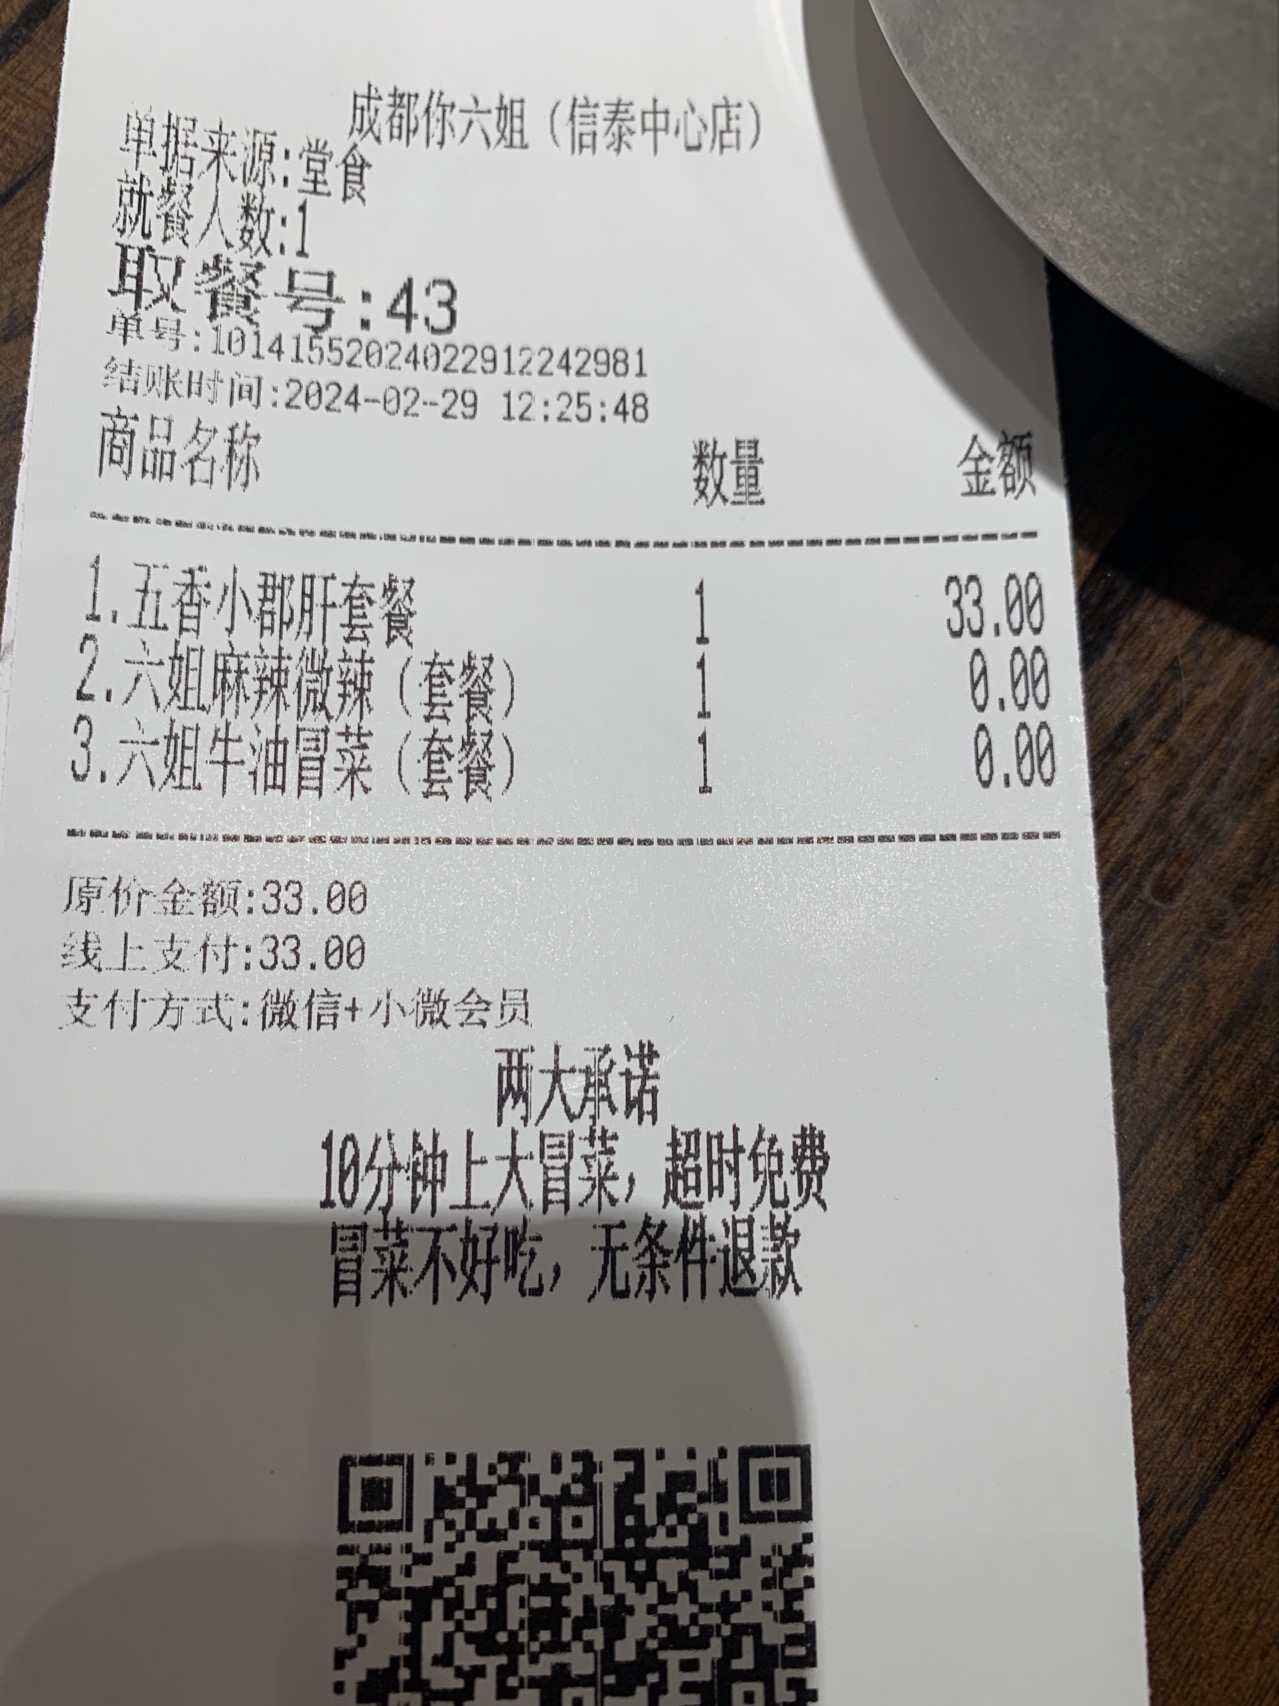 成都你六姐（信泰中心店）
单据来源:堂食
就餐人数:1
取餐号:43
单号:10141552024022912242981
结账时间:2024-02-29 12:25:48
商品名称 数量 金额
1.五香小郡肝套餐 1 33.00
2.六姐麻辣微辣（套餐） 1 0.00
3.六姐牛油冒菜（套餐） 1 0.00
原价金额:33.00
线上支付:33.00
支付方式:微信+小微会员
两大承诺
10分钟上大冒菜，超时免费
冒菜不好吃，无条件退款